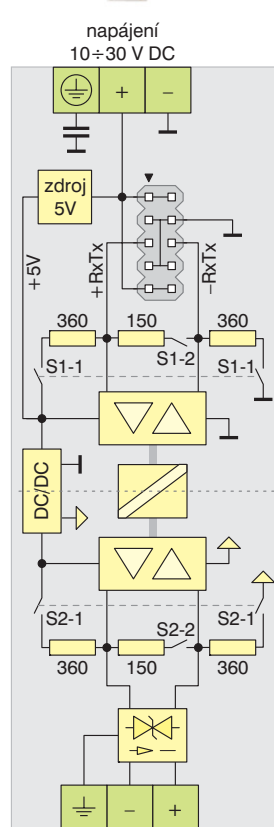 napájení
10÷30 V DC
+ −
zdroj
5V
+5V
+RxTx
−RxTx
360 150 360
S1-1 S1-2 S1-1
DC/DC
S2-1 S2-2 S2-1
360 150 360
− +